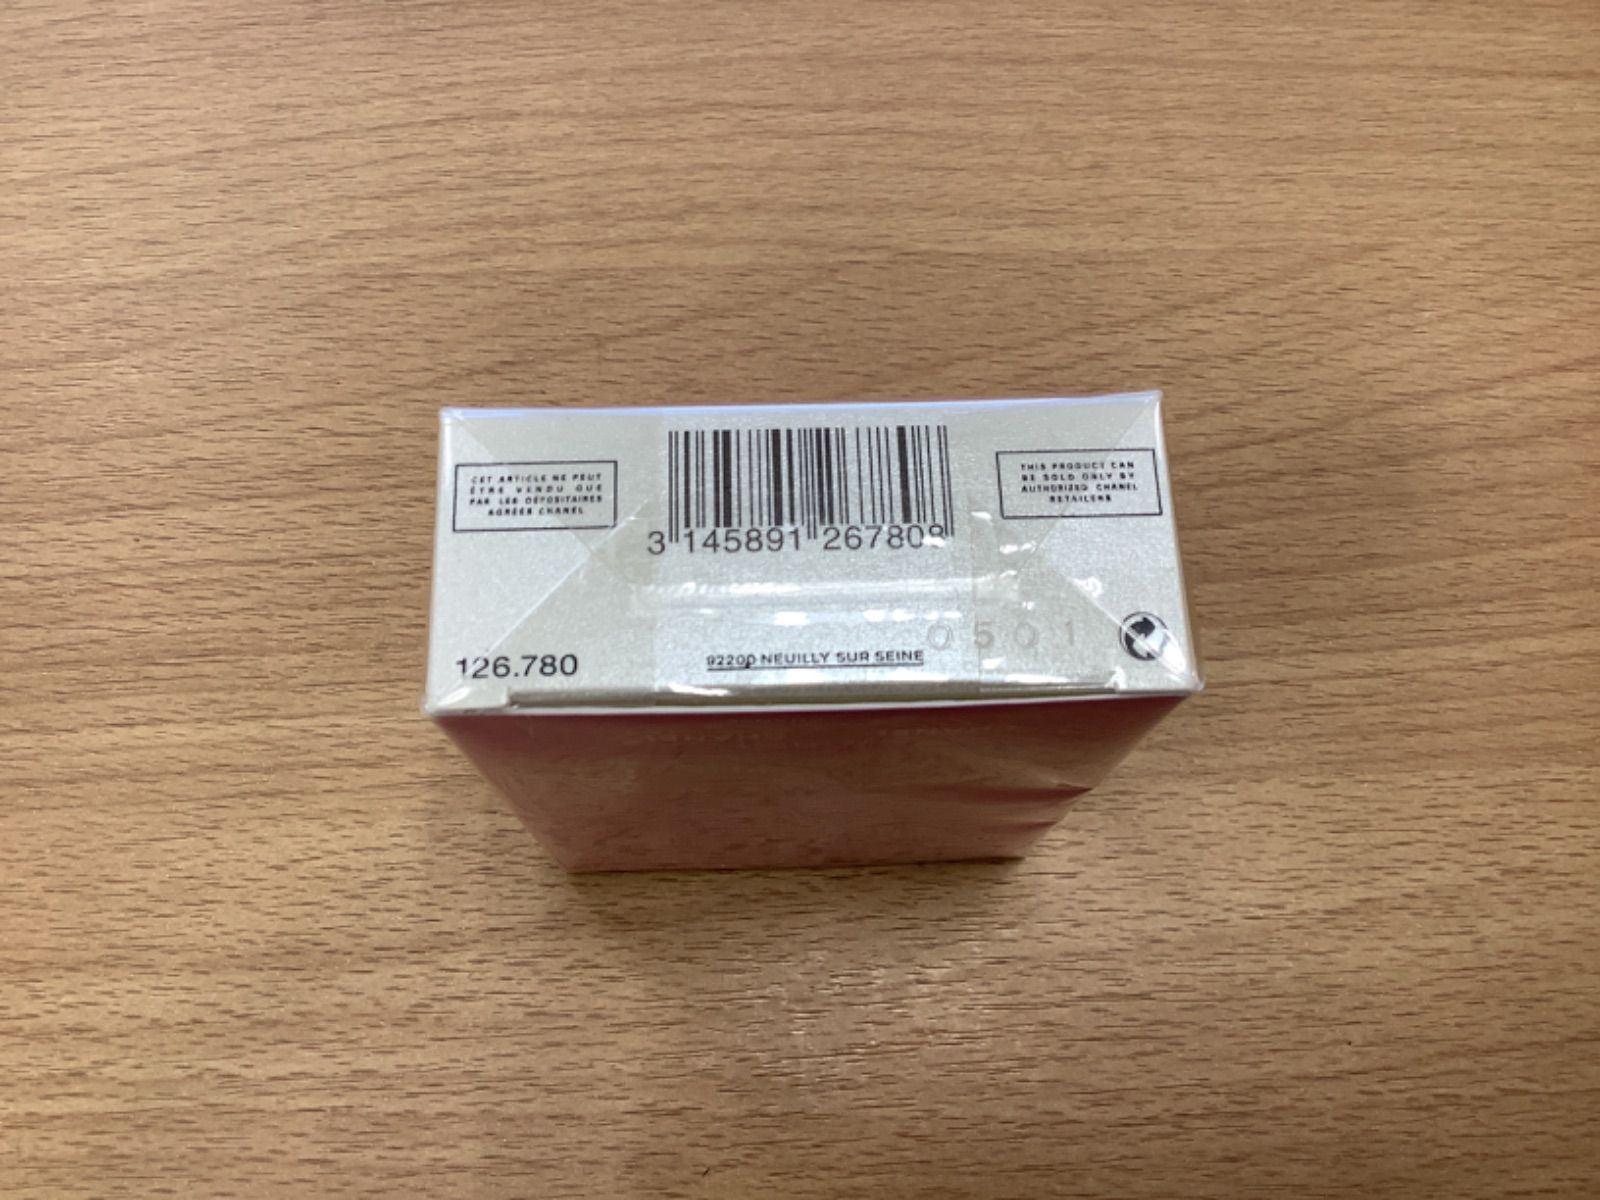 CET ARTICLE NE PEUT
ÊTRE VENDU QUE
PAR LES DÉPOSITAIRES
AGRÉÉS CHANEL
3 145891 267808
THIS PRODUCT CAN
BE SOLD ONLY BY
AUTHORIZED CHANEL
RETAILERS
0501
126.780
92200 NEUILLY SUR SEINE